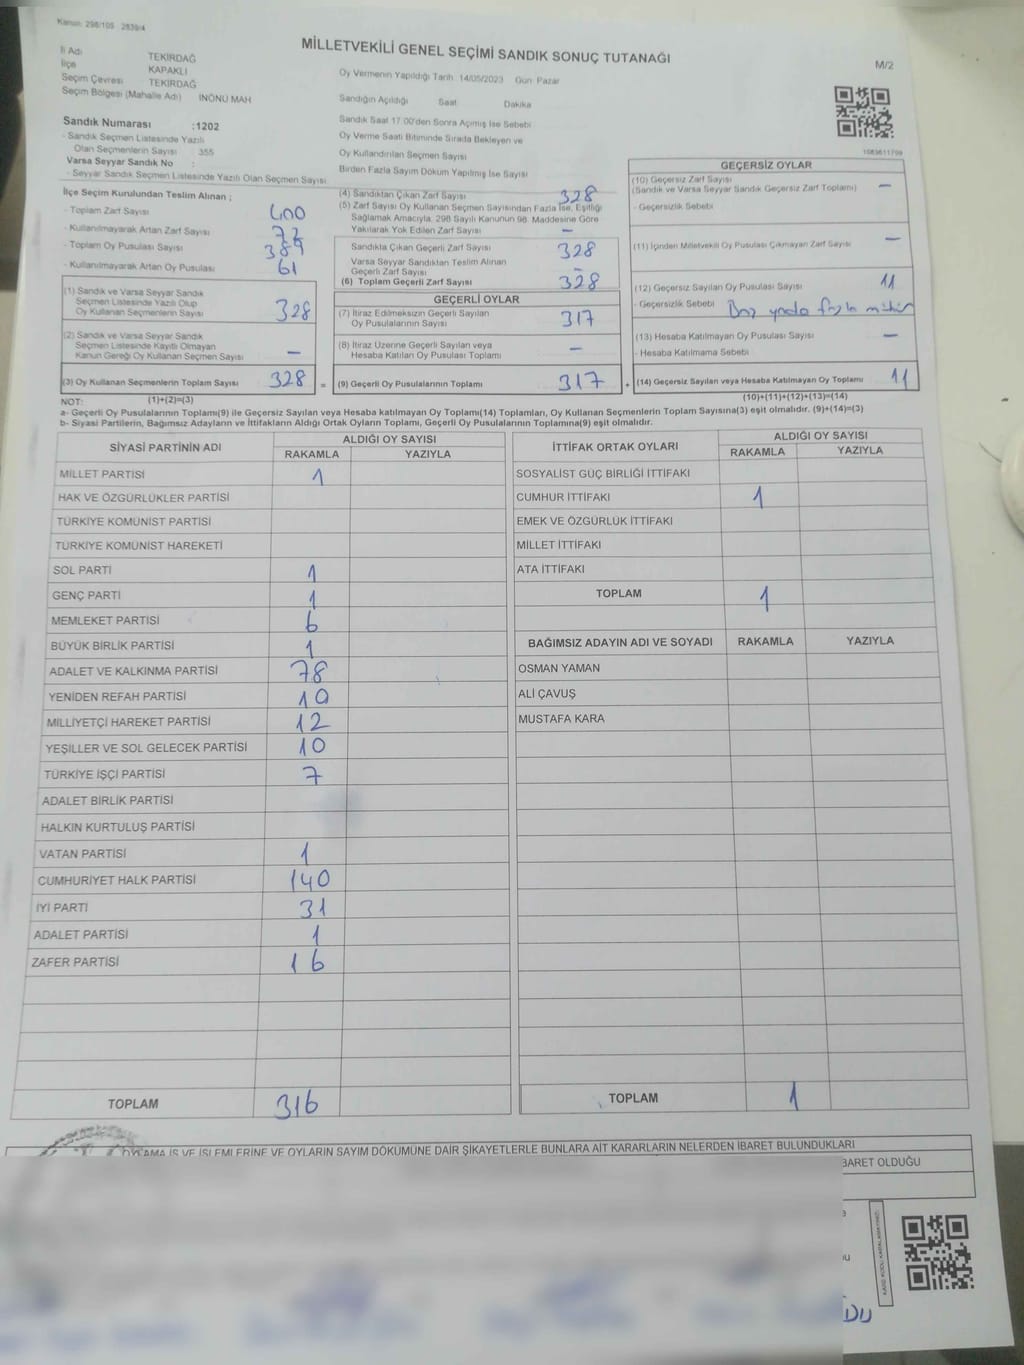 Kanun: 298/105 2839/4
MİLLETVEKİLİ GENEL SEÇİMİ SANDIK SONUÇ TUTANAĞI
M/2
İl Adı TEKİRDAĞ
İlçe KAPAKLI
Seçim Çevresi TEKİRDAĞ
Seçim Bölgesi (Mahalle Adı) İNÖNÜ MAH
Sandık Numarası :1202
- Sandık Seçmen Listesinde Yazılı
Olan Seçmenlerin Sayısı : 355
Varsa Seyyar Sandık No :
- Seyyar Sandık Seçmen Listesinde Yazılı Olan Seçmen Sayısı
Oy Vermenin Yapıldığı Tarih 14/05/2023 Gün Pazar
Sandığın Açıldığı Saat Dakika
Sandık Saat 17.00'den Sonra Açılmış İse Sebebi
Oy Verme Saati Bitiminde Sırada Bekleyen ve
Oy Kullandırılan Seçmen Sayısı
Birden Fazla Sayım Döküm Yapılmış İse Sayısı
İlçe Seçim Kurulundan Teslim Alınan ;
- Toplam Zarf Sayısı 400
- Kullanılmayarak Artan Zarf Sayısı 72
- Toplam Oy Pusulası Sayısı 389
- Kullanılmayarak Artan Oy Pusulası 61
(1) Sandık ve Varsa Seyyar Sandık
Seçmen Listesinde Yazılı Olup
Oy Kullanan Seçmenlerin Sayısı 328
(2) Sandık ve Varsa Seyyar Sandık
Seçmen Listesinde Kayıtlı Olmayan
Kanun Gereği Oy Kullanan Seçmen Sayısı —
(3) Oy Kullanan Seçmenlerin Toplam Sayısı 328 =
(4) Sandıktan Çıkan Zarf Sayısı 328
(5) Zarf Sayısı Oy Kullanan Seçmen Sayısından Fazla İse, Eşitliği
Sağlamak Amacıyla, 298 Sayılı Kanunun 98. Maddesine Göre
Yakılarak Yok Edilen Zarf Sayısı —
Sandıkta Çıkan Geçerli Zarf Sayısı 328
Varsa Seyyar Sandıktan Teslim Alınan
Geçerli Zarf Sayısı —
(6) Toplam Geçerli Zarf Sayısı 328
GEÇERLİ OYLAR
(7) İtiraz Edilmeksizin Geçerli Sayılan
Oy Pusulalarının Sayısı 317
(8) İtiraz Üzerine Geçerli Sayılan veya
Hesaba Katılan Oy Pusulası Toplamı —
(9) Geçerli Oy Pusulalarının Toplamı 317 +
GEÇERSİZ OYLAR
(10) Geçersiz Zarf Sayısı
(Sandık ve Varsa Seyyar Sandık Geçersiz Zarf Toplamı) —
- Geçersizlik Sebebi
(11) İçinden Milletvekili Oy Pusulası Çıkmayan Zarf Sayısı —
(12) Geçersiz Sayılan Oy Pusulası Sayısı 11
- Geçersizlik Sebebi fazla mühür
(13) Hesaba Katılmayan Oy Pusulası Sayısı —
- Hesaba Katılmama Sebebi
(14) Geçersiz Sayılan veya Hesaba Katılmayan Oy Toplamı 11
NOT: (1)+(2)=(3) (10)+(11)+(12)+(13)=(14)
a- Geçerli Oy Pusulalarının Toplamı(9) ile Geçersiz Sayılan veya Hesaba katılmayan Oy Toplamı(14) Toplamları, Oy Kullanan Seçmenlerin Toplam Sayısına(3) eşit olmalıdır. (9)+(14)=(3)
b- Siyasi Partilerin, Bağımsız Adayların ve İttifakların Aldığı Ortak Oyların Toplamı, Geçerli Oy Pusulalarının Toplamına(9) eşit olmalıdır.
SİYASİ PARTİNİN ADI ALDIĞI OY SAYISI
RAKAMLA YAZIYLA
MİLLET PARTİSİ 1
HAK VE ÖZGÜRLÜKLER PARTİSİ
TÜRKİYE KOMÜNİST PARTİSİ
TÜRKİYE KOMÜNİST HAREKETİ
SOL PARTİ 1
GENÇ PARTİ 1
MEMLEKET PARTİSİ 6
BÜYÜK BİRLİK PARTİSİ 1
ADALET VE KALKINMA PARTİSİ 78
YENİDEN REFAH PARTİSİ 10
MİLLİYETÇİ HAREKET PARTİSİ 12
YEŞİLLER VE SOL GELECEK PARTİSİ 10
TÜRKİYE İŞÇİ PARTİSİ 7
ADALET BİRLİK PARTİSİ
HALKIN KURTULUŞ PARTİSİ
VATAN PARTİSİ 1
CUMHURİYET HALK PARTİSİ 140
İYİ PARTİ 31
ADALET PARTİSİ 1
ZAFER PARTİSİ 16
TOPLAM 316
İTTİFAK ORTAK OYLARI ALDIĞI OY SAYISI
RAKAMLA YAZIYLA
SOSYALİST GÜÇ BİRLİĞİ İTTİFAKI
CUMHUR İTTİFAKI 1
EMEK VE ÖZGÜRLÜK İTTİFAKI
MİLLET İTTİFAKI
ATA İTTİFAKI
TOPLAM 1
BAĞIMSIZ ADAYIN ADI VE SOYADI RAKAMLA YAZIYLA
OSMAN YAMAN
ALİ ÇAVUŞ
MUSTAFA KARA
TOPLAM 1
OYLAMA İŞ VE İŞLEMLERİNE VE OYLARIN SAYIM DÖKÜMÜNE DAİR ŞİKAYETLERLE BUNLARA AİT KARARLARIN NELERDEN İBARET BULUNDUKLARI
BARET OLDUĞU